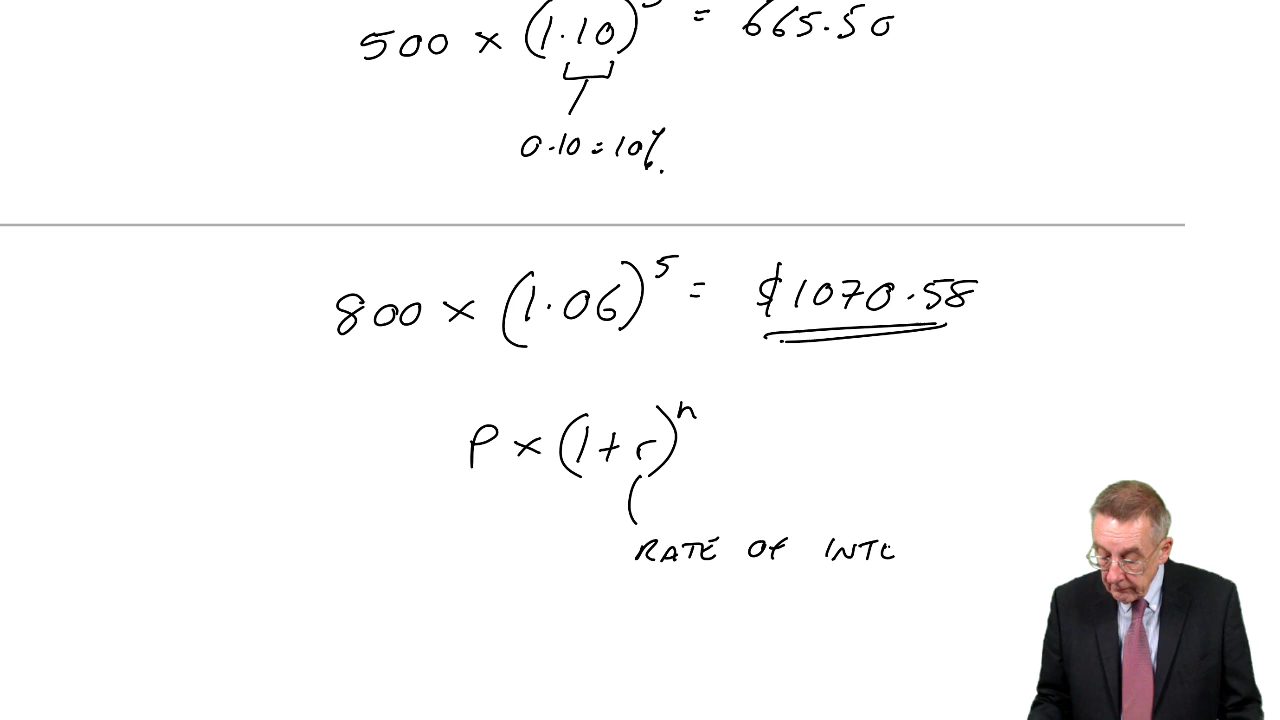 500 × (1.10) = 665.50
0.10 = 10%.
800 × (1.06)⁵ = $1070.58
P × (1+r)ⁿ
RATE OF INTE